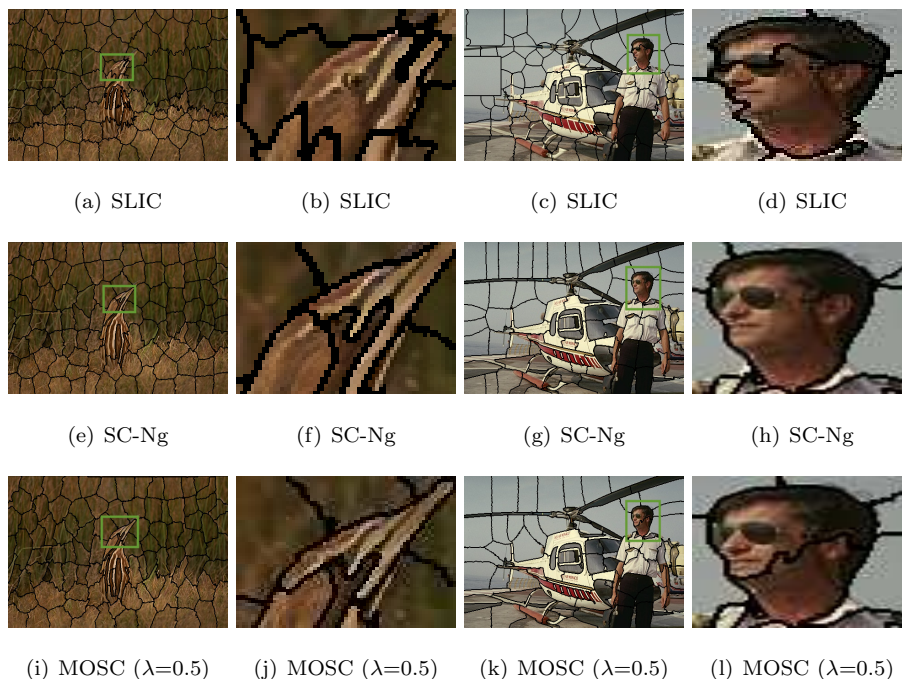 (a) SLIC (b) SLIC (c) SLIC (d) SLIC
(e) SC-Ng (f) SC-Ng (g) SC-Ng (h) SC-Ng
(i) MOSC (λ=0.5) (j) MOSC (λ=0.5) (k) MOSC (λ=0.5) (l) MOSC (λ=0.5)